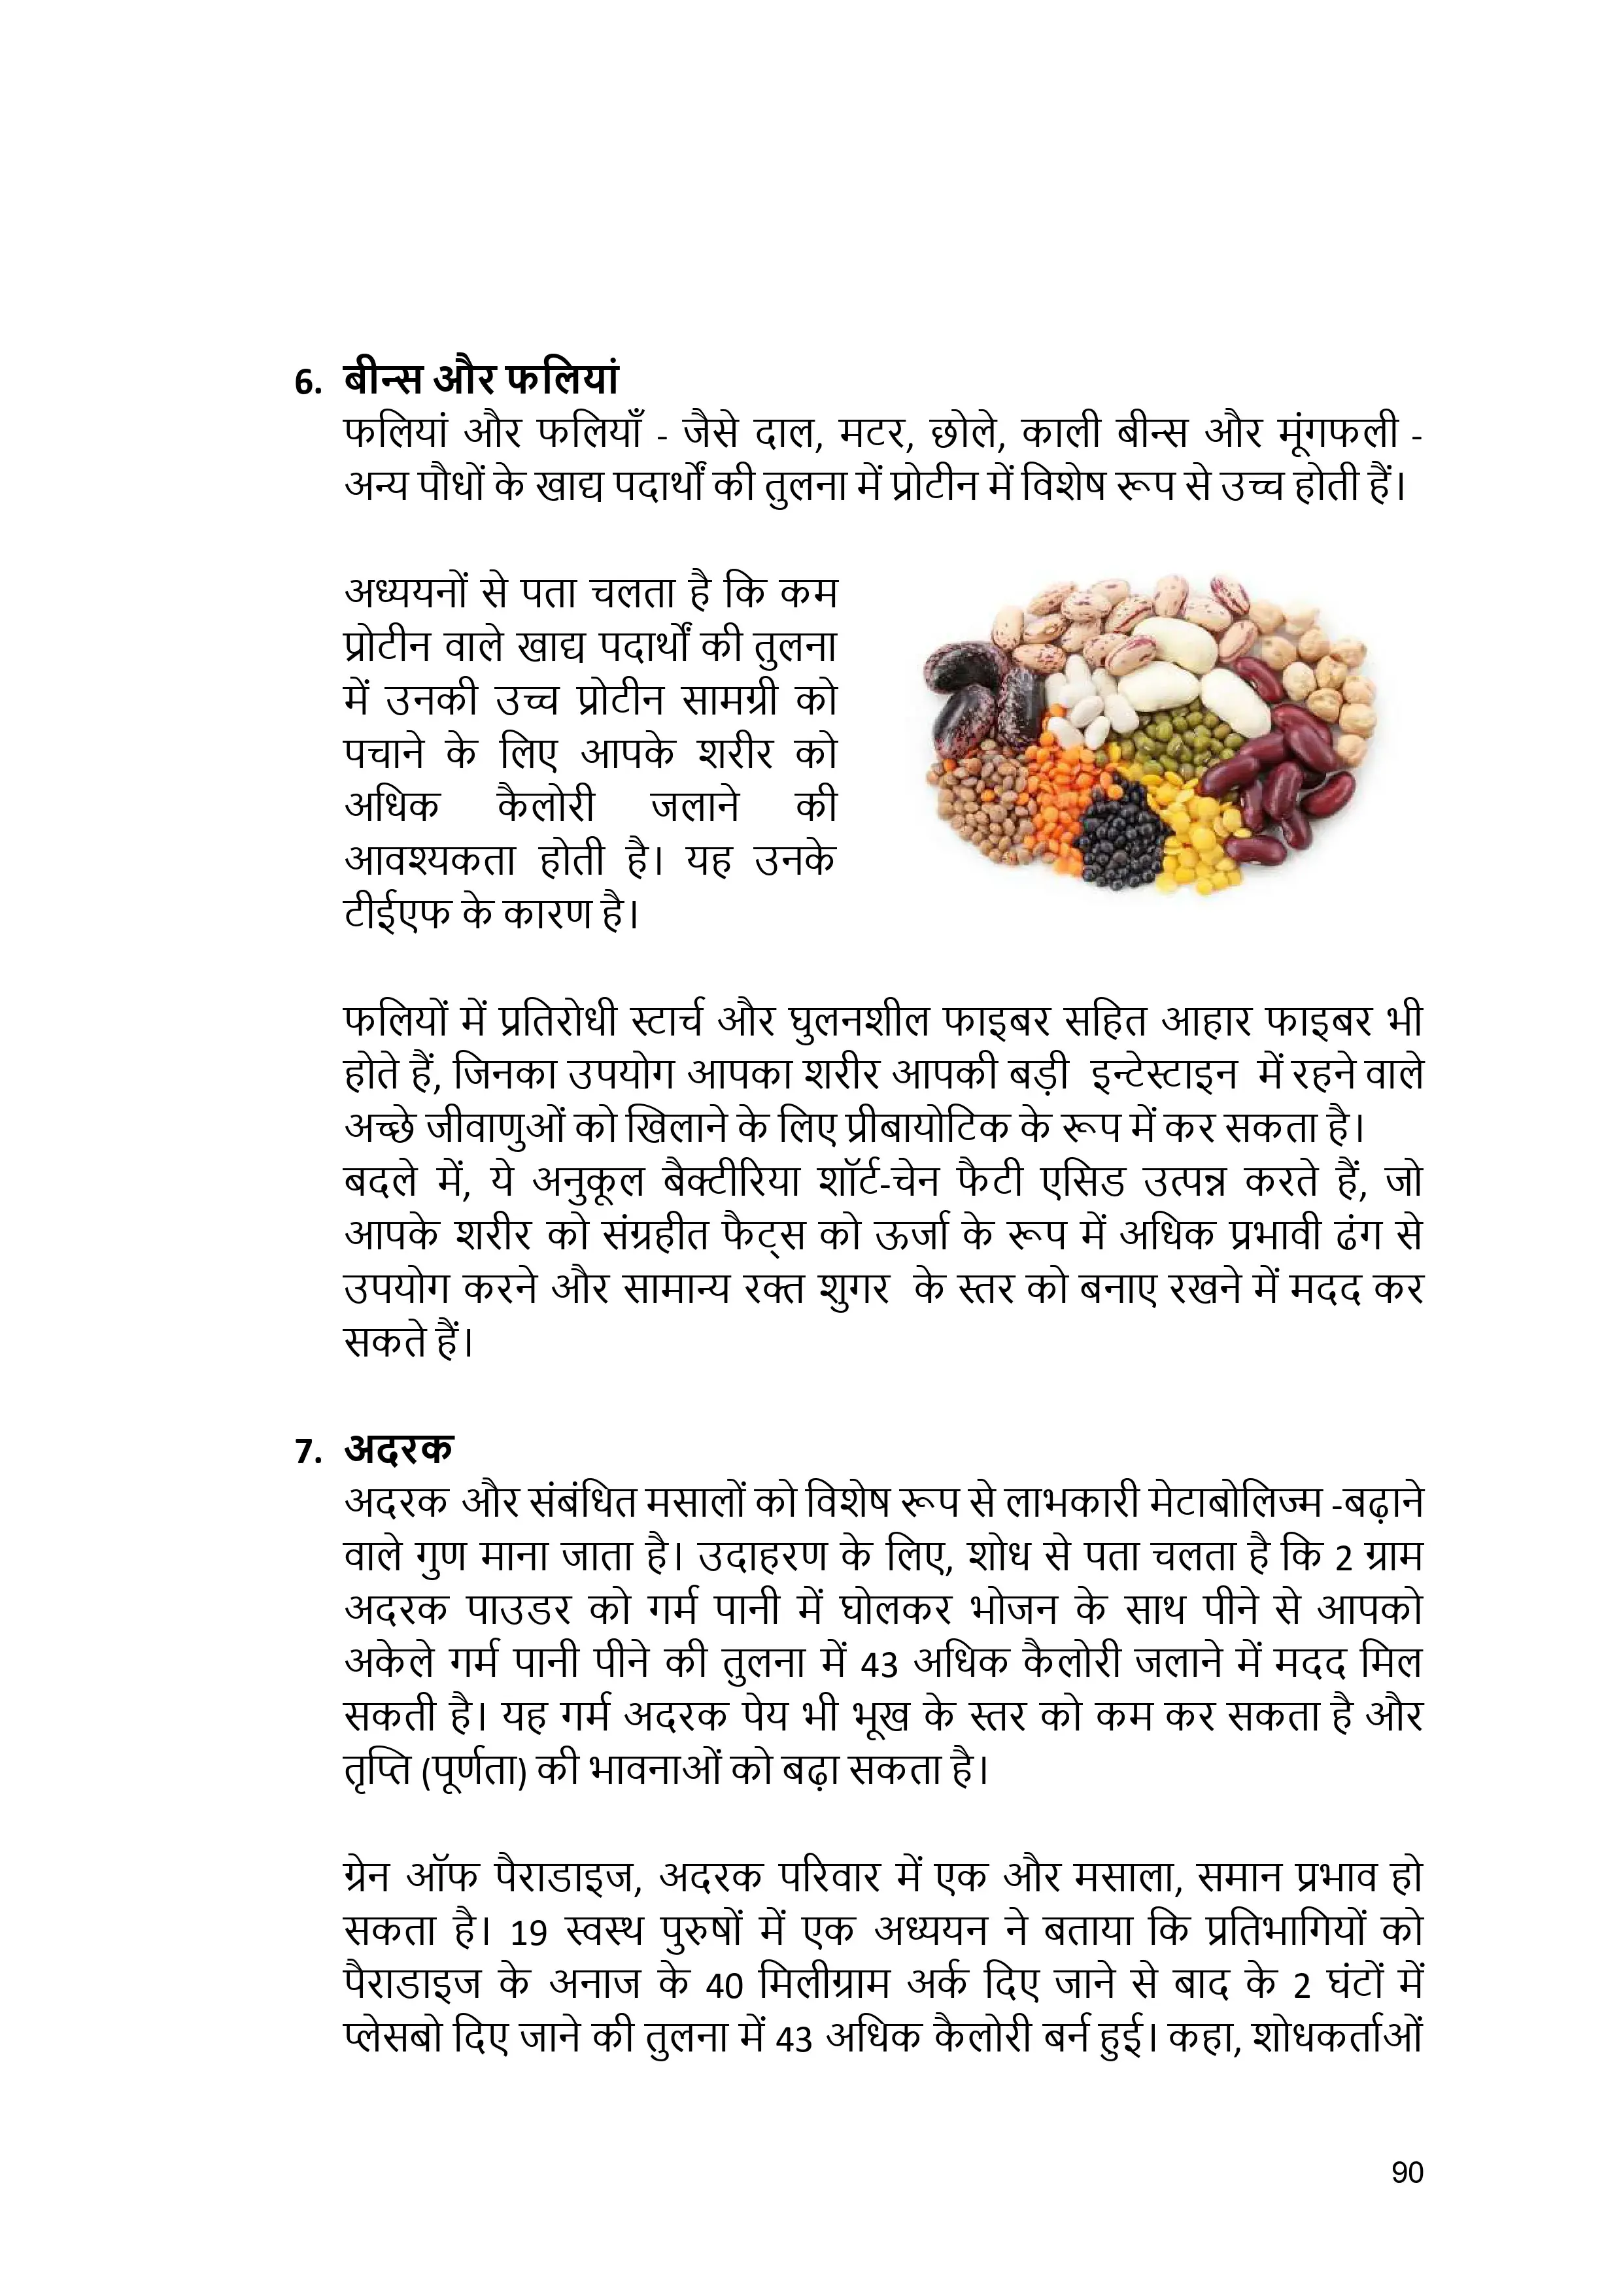 6. बीन्स और फलियां
फलियां और फलियाँ - जैसे दाल, मटर, छोले, काली बीन्स और मूंगफली -
अन्य पौधों के खाद्य पदार्थों की तुलना में प्रोटीन में विशेष रूप से उच्च होती हैं।
अध्ययनों से पता चलता है कि कम
प्रोटीन वाले खाद्य पदार्थों की तुलना
में उनकी उच्च प्रोटीन सामग्री को
पचाने के लिए आपके शरीर को
अधिक कैलोरी जलाने की
आवश्यकता होती है। यह उनके
टीईएफ के कारण है।
फलियों में प्रतिरोधी स्टार्च और घुलनशील फाइबर सहित आहार फाइबर भी
होते हैं, जिनका उपयोग आपका शरीर आपकी बड़ी इन्टेस्टाइन में रहने वाले
अच्छे जीवाणुओं को खिलाने के लिए प्रीबायोटिक के रूप में कर सकता है।
बदले में, ये अनुकूल बैक्टीरिया शॉर्ट-चेन फैटी एसिड उत्पन्न करते हैं, जो
आपके शरीर को संग्रहीत फैट्स को ऊर्जा के रूप में अधिक प्रभावी ढंग से
उपयोग करने और सामान्य रक्त शुगर के स्तर को बनाए रखने में मदद कर
सकते हैं।
7. अदरक
अदरक और संबंधित मसालों को विशेष रूप से लाभकारी मेटाबोलिज्म -बढ़ाने
वाले गुण माना जाता है। उदाहरण के लिए, शोध से पता चलता है कि 2 ग्राम
अदरक पाउडर को गर्म पानी में घोलकर भोजन के साथ पीने से आपको
अकेले गर्म पानी पीने की तुलना में 43 अधिक कैलोरी जलाने में मदद मिल
सकती है। यह गर्म अदरक पेय भी भूख के स्तर को कम कर सकता है और
तृप्ति (पूर्णता) की भावनाओं को बढ़ा सकता है।
ग्रेन ऑफ पैराडाइज, अदरक परिवार में एक और मसाला, समान प्रभाव हो
सकता है। 19 स्वस्थ पुरुषों में एक अध्ययन ने बताया कि प्रतिभागियों को
पैराडाइज के अनाज के 40 मिलीग्राम अर्क दिए जाने से बाद के 2 घंटों में
प्लेसबो दिए जाने की तुलना में 43 अधिक कैलोरी बर्न हुई। कहा, शोधकर्ताओं
90